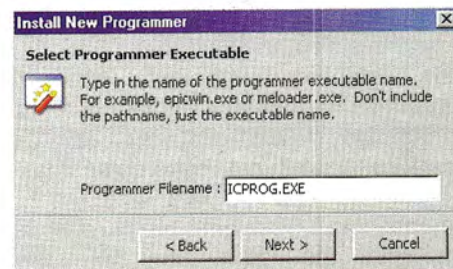 Install New Programmer
Select Programmer Executable
Type in the name of the programmer executable name.
For example, epicwin.exe or meloader.exe. Don't include
the pathname, just the executable name.
Programmer Filename : ICPROG.EXE
< Back
Next >
Cancel